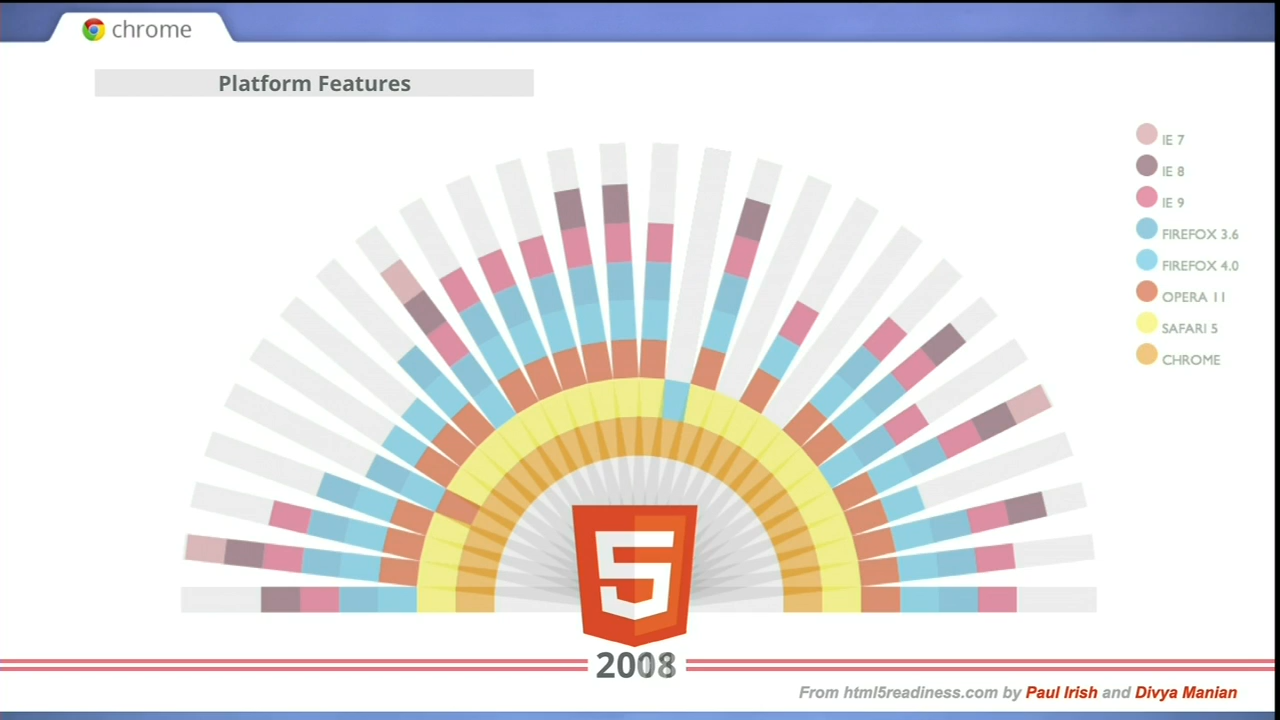 chrome
Platform Features
IE 7
IE 8
IE 9
FIREFOX 3.6
FIREFOX 4.0
OPERA 11
SAFARI 5
CHROME
5
2008
From html5readiness.com by Paul Irish and Divya Manian